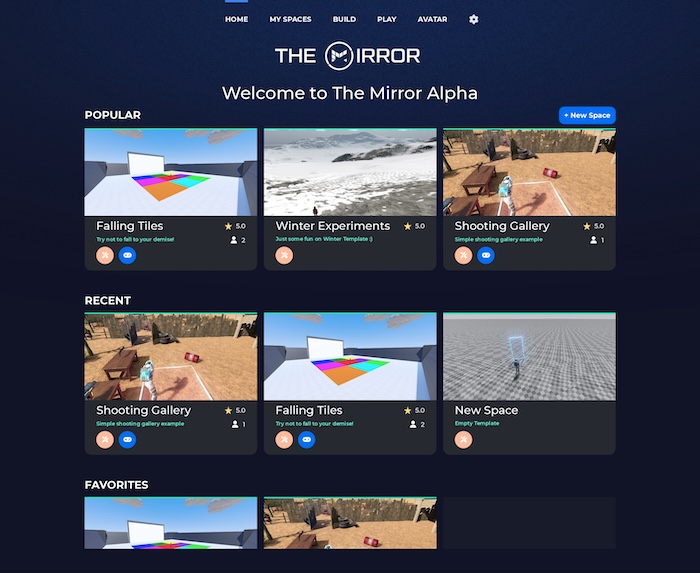 HOME MY SPACES BUILD PLAY AVATAR
THE MIRROR
Welcome to The Mirror Alpha
POPULAR
+ New Space
Falling Tiles 5.0
Try not to fall to your demise! 2
Winter Experiments 5.0
Just some fun on Winter Template :)
Shooting Gallery 5.0
Simple shooting gallery example 1
RECENT
Shooting Gallery 5.0
Simple shooting gallery example 1
Falling Tiles 5.0
Try not to fall to your demise! 2
New Space
Empty Template
FAVORITES